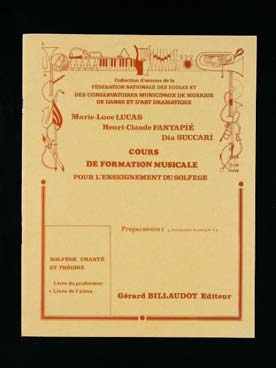 Collection d'œuvres de la
FÉDÉRATION NATIONALE DES ÉCOLES ET
DES CONSERVATOIRES MUNICIPAUX DE MUSIQUE
DE DANSE ET D'ART DRAMATIQUE
Marie-Luce LUCAS
Henri-Claude FANTAPIÉ
Dia SUCCARI
COURS
DE FORMATION MUSICALE
POUR L'ENSEIGNEMENT DU SOLFÈGE
Préparatoire 1
SOLFÈGE CHANTÉ
ET THÉORIE
Livre du professeur
Livre de l'élève
Gérard BILLAUDOT Editeur